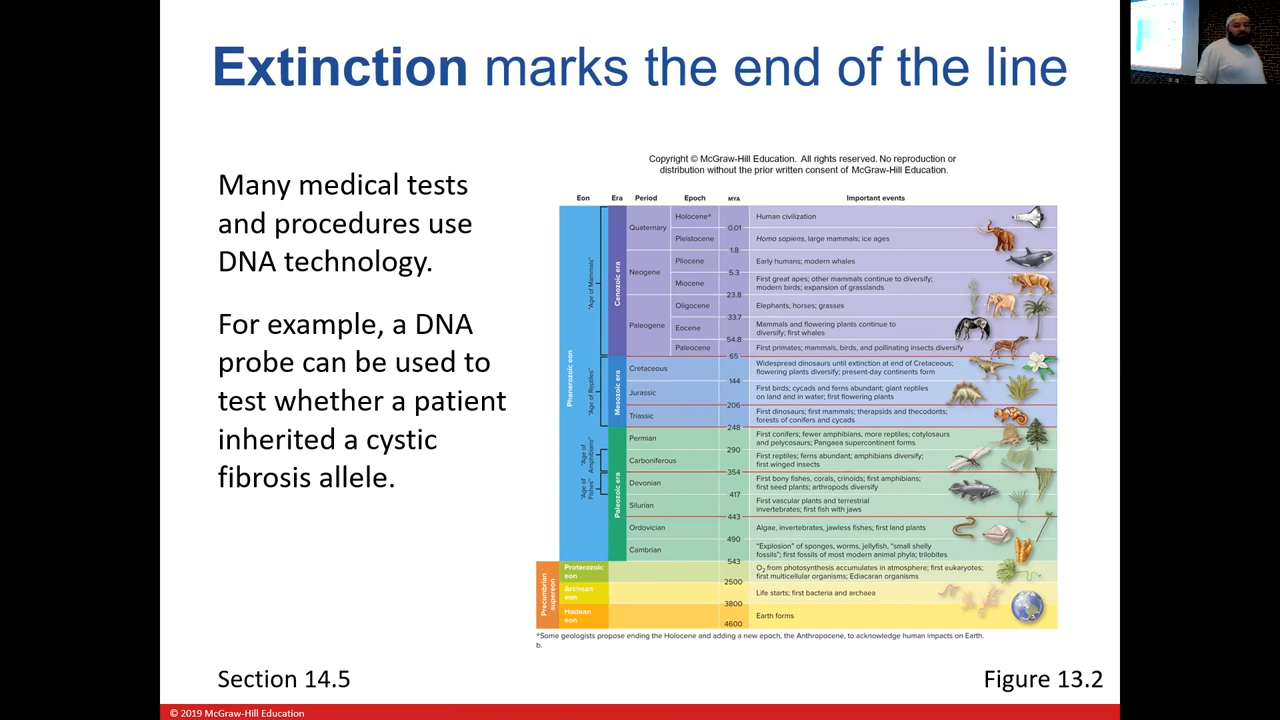 Extinction marks the end of the line
Many medical tests
and procedures use
DNA technology.
For example, a DNA
probe can be used to
test whether a patient
inherited a cystic
fibrosis allele.
Copyright © McGraw-Hill Education. All rights reserved. No reproduction or
distribution without the prior written consent of McGraw-Hill Education.
Eon Era Period Epoch MYA Important events
Phanerozoic eon
"Age of Mammals"
"Age of Reptiles"
"Age of
Amphibians"
"Age of
Fishes"
Cenozoic era
Mesozoic era
Paleozoic era
Quaternary
Holocene* Human civilization
0.01
Pleistocene Homo sapiens, large mammals; ice ages
1.8
Neogene
Pliocene Early humans; modern whales
5.3
Miocene First great apes; other mammals continue to diversify;
modern birds; expansion of grasslands
23.8
Paleogene
Oligocene Elephants, horses; grasses
33.7
Eocene Mammals and flowering plants continue to
diversify; first whales
54.8
Paleocene First primates; mammals, birds, and pollinating insects diversify
65
Cretaceous Widespread dinosaurs until extinction at end of Cretaceous;
flowering plants diversify; present-day continents form
144
Jurassic First birds; cycads and ferns abundant; giant reptiles
on land and in water; first flowering plants
206
Triassic First dinosaurs; first mammals; therapsids and thecodonts;
forests of conifers and cycads
248
Permian First conifers; fewer amphibians, more reptiles; cotylosaurs
and pelycosaurs; Pangaea supercontinent forms
290
Carboniferous First reptiles; ferns abundant; amphibians diversify;
first winged insects
354
Devonian First bony fishes, corals, crinoids; first amphibians;
first seed plants; arthropods diversify
417
Silurian First vascular plants and terrestrial
invertebrates; first fish with jaws
443
Ordovician Algae, invertebrates, jawless fishes; first land plants
490
Cambrian "Explosion" of sponges, worms, jellyfish, "small shelly
fossils"; first fossils of most modern animal phyla; trilobites
543
Precambrian
supereon
Proterozoic
eon
O2 from photosynthesis accumulates in atmosphere; first eukaryotes;
first multicellular organisms; Ediacaran organisms
2500
Archean
eon
Life starts; first bacteria and archaea
3800
Hadean
eon
Earth forms
4600
*Some geologists propose ending the Holocene and adding a new epoch, the Anthropocene, to acknowledge human impacts on Earth.
b.
Section 14.5
Figure 13.2
© 2019 McGraw-Hill Education